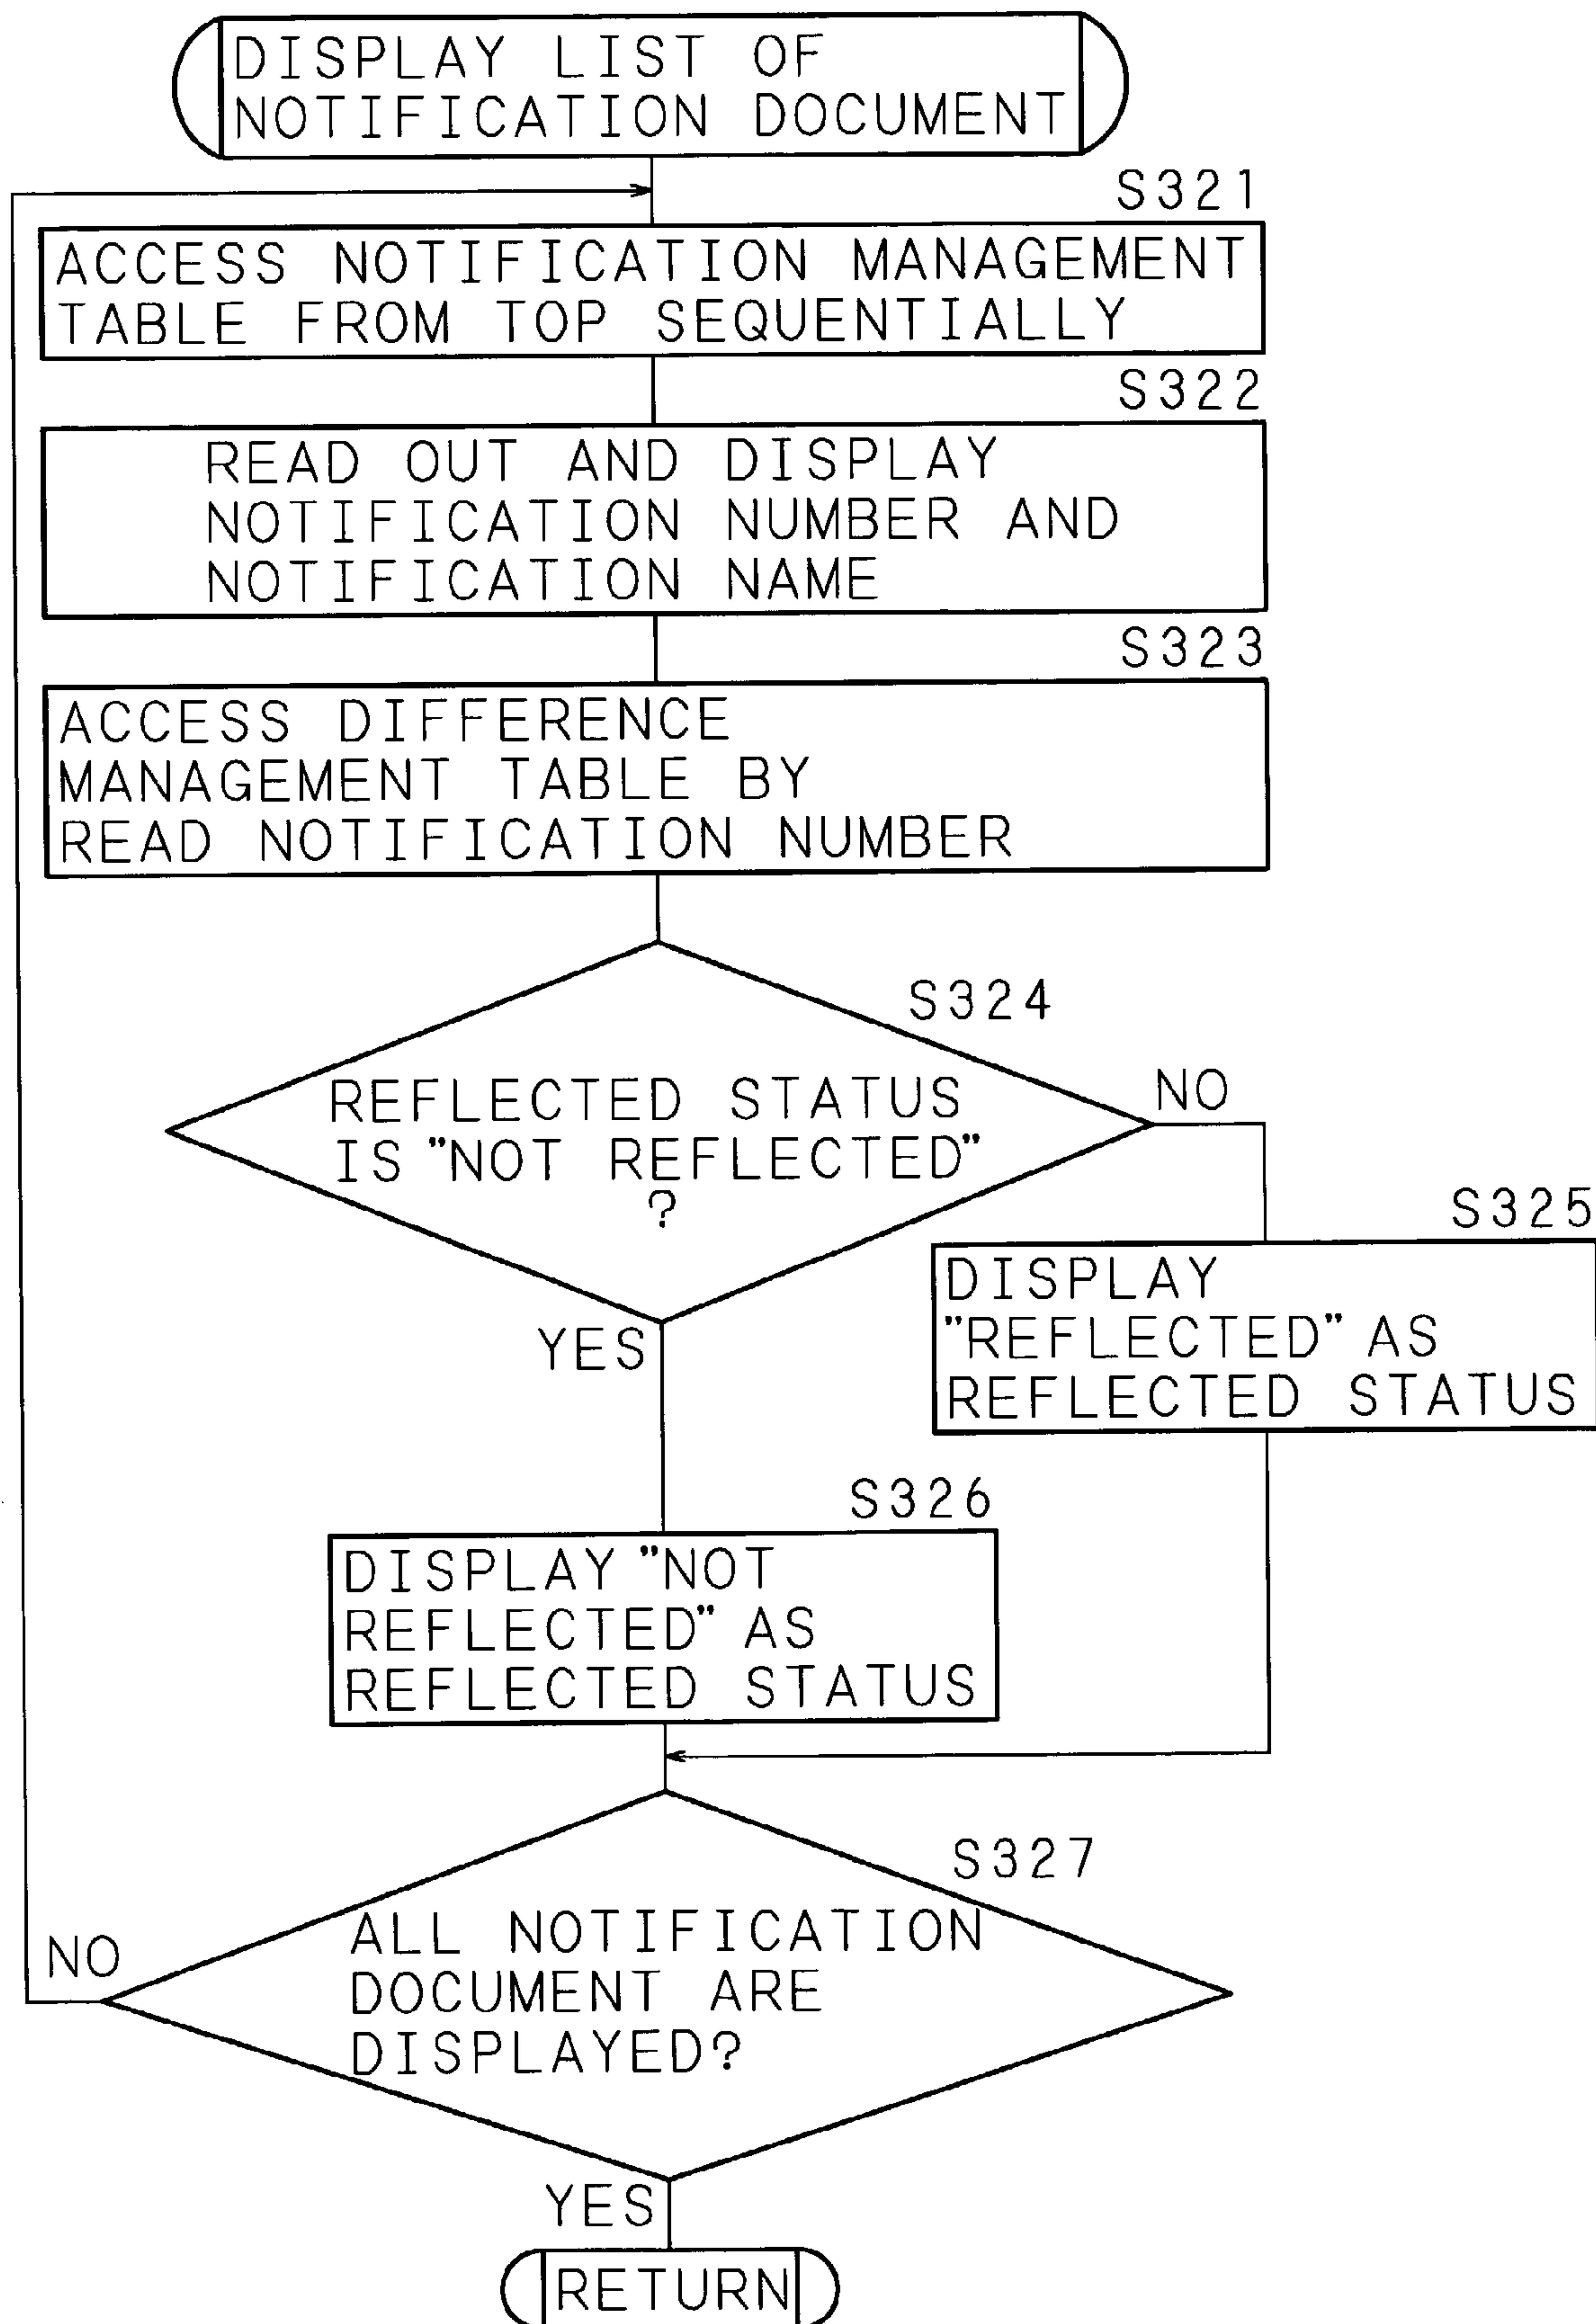 DISPLAY LIST OF
NOTIFICATION DOCUMENT
S321
ACCESS NOTIFICATION MANAGEMENT
TABLE FROM TOP SEQUENTIALLY
S322
READ OUT AND DISPLAY
NOTIFICATION NUMBER AND
NOTIFICATION NAME
S323
ACCESS DIFFERENCE
MANAGEMENT TABLE BY
READ NOTIFICATION NUMBER
S324
REFLECTED STATUS
IS "NOT REFLECTED"
?
NO
YES
S325
DISPLAY
"REFLECTED" AS
REFLECTED STATUS
S326
DISPLAY "NOT
REFLECTED" AS
REFLECTED STATUS
S327
ALL NOTIFICATION
DOCUMENT ARE
DISPLAYED?
NO
YES
RETURN